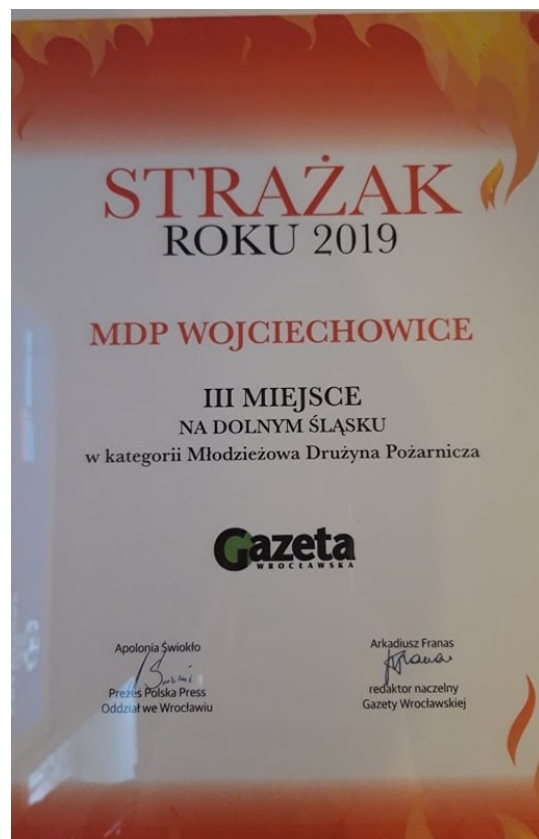 STRAŻAK
ROKU 2019
MDP WOJCIECHOWICE
III MIEJSCE
NA DOLNYM ŚLĄSKU
w kategorii Młodzieżowa Drużyna Pożarnicza
Gazeta
WROCŁAWSKA
Apolonia Świokło
Prezes Polska Press
Oddział we Wrocławiu
Arkadiusz Franas
redaktor naczelny
Gazety Wrocławskiej